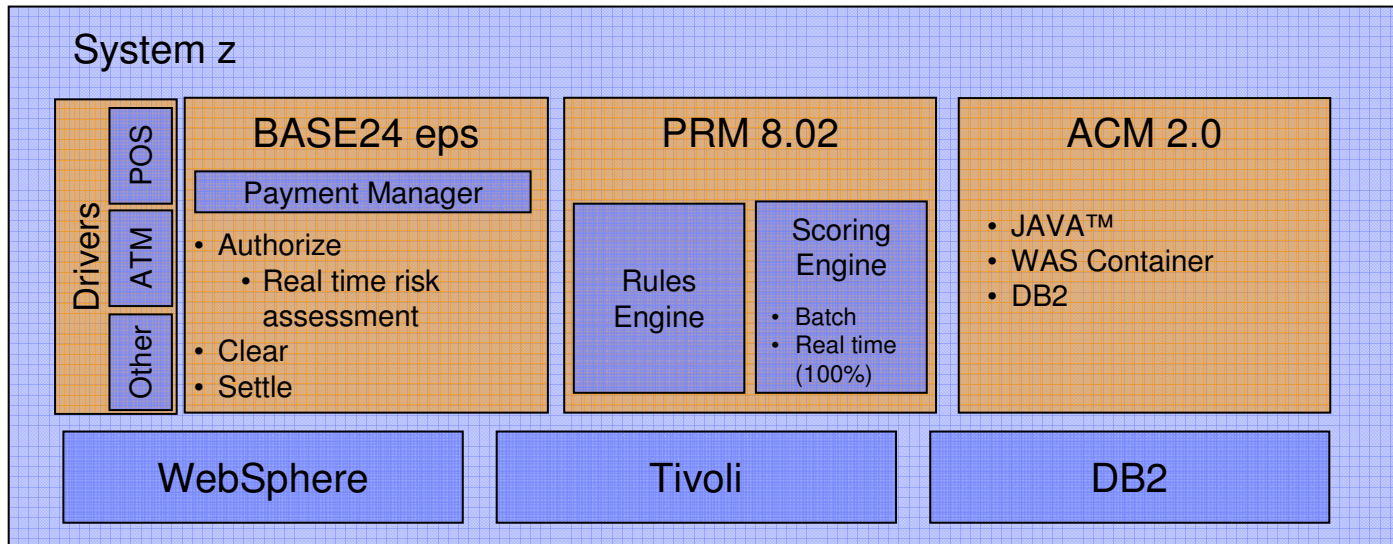 System z
Drivers
POS
ATM
Other
BASE24 eps
Payment Manager
• Authorize
• Real time risk
assessment
• Clear
• Settle
PRM 8.02
Rules
Engine
Scoring
Engine
• Batch
• Real time
(100%)
ACM 2.0
• JAVA™
• WAS Container
• DB2
WebSphere
Tivoli
DB2